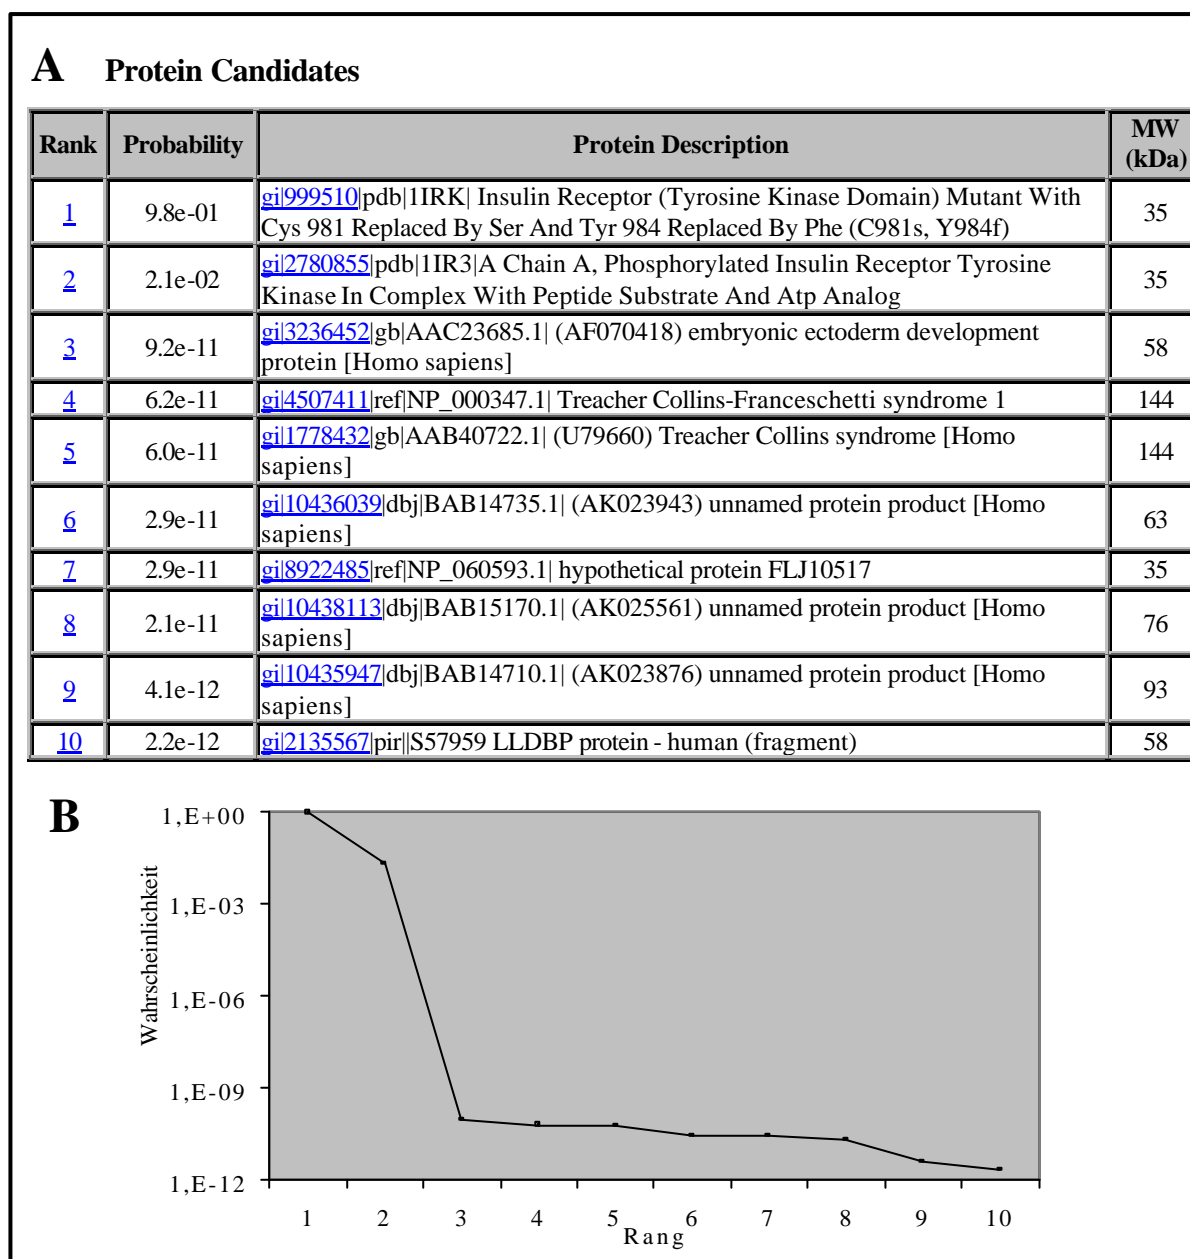 A Protein Candidates
Rank Probability Protein Description MW (kDa)
1 9.8e-01 gi|999510|pdb|1IRK| Insulin Receptor (Tyrosine Kinase Domain) Mutant With
Cys 981 Replaced By Ser And Tyr 984 Replaced By Phe (C981s, Y984f) 35
2 2.1e-02 gi|2780855|pdb|1IR3|A Chain A, Phosphorylated Insulin Receptor Tyrosine
Kinase In Complex With Peptide Substrate And Atp Analog 35
3 9.2e-11 gi|3236452|gb|AAC23685.1| (AF070418) embryonic ectoderm development
protein [Homo sapiens] 58
4 6.2e-11 gi|4507411|ref|NP_000347.1| Treacher Collins-Franceschetti syndrome 1 144
5 6.0e-11 gi|1778432|gb|AAB40722.1| (U79660) Treacher Collins syndrome [Homo
sapiens] 144
6 2.9e-11 gi|10436039|dbj|BAB14735.1| (AK023943) unnamed protein product [Homo
sapiens] 63
7 2.9e-11 gi|8922485|ref|NP_060593.1| hypothetical protein FLJ10517 35
8 2.1e-11 gi|10438113|dbj|BAB15170.1| (AK025561) unnamed protein product [Homo
sapiens] 76
9 4.1e-12 gi|10435947|dbj|BAB14710.1| (AK023876) unnamed protein product [Homo
sapiens] 93
10 2.2e-12 gi|2135567|pir||S57959 LLDBP protein - human (fragment) 58
B
Wahrscheinlichkeit
1,E+00
1,E-03
1,E-06
1,E-09
1,E-12
1 2 3 4 5 6 7 8 9 10
Rang